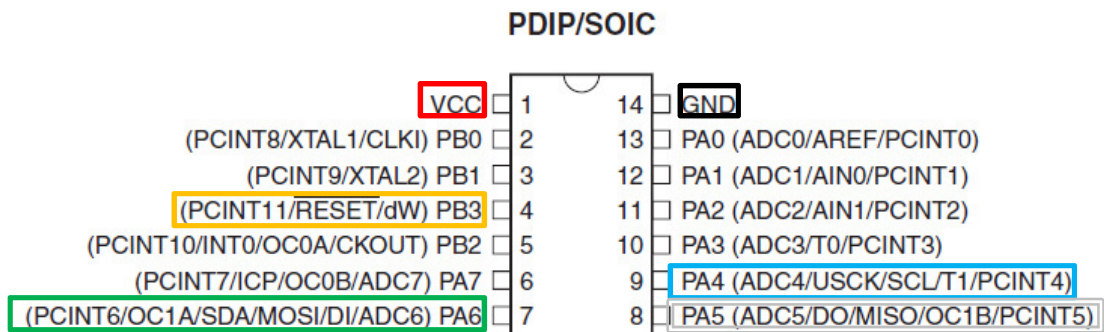 PDIP/SOIC
VCC 1 14 GND
(PCINT8/XTAL1/CLKI) PB0 2 13 PA0 (ADC0/AREF/PCINT0)
(PCINT9/XTAL2) PB1 3 12 PA1 (ADC1/AIN0/PCINT1)
(PCINT11/RESET/dW) PB3 4 11 PA2 (ADC2/AIN1/PCINT2)
(PCINT10/INT0/OC0A/CKOUT) PB2 5 10 PA3 (ADC3/T0/PCINT3)
(PCINT7/ICP/OC0B/ADC7) PA7 6 9 PA4 (ADC4/USCK/SCL/T1/PCINT4)
(PCINT6/OC1A/SDA/MOSI/DI/ADC6) PA6 7 8 PA5 (ADC5/DO/MISO/OC1B/PCINT5)